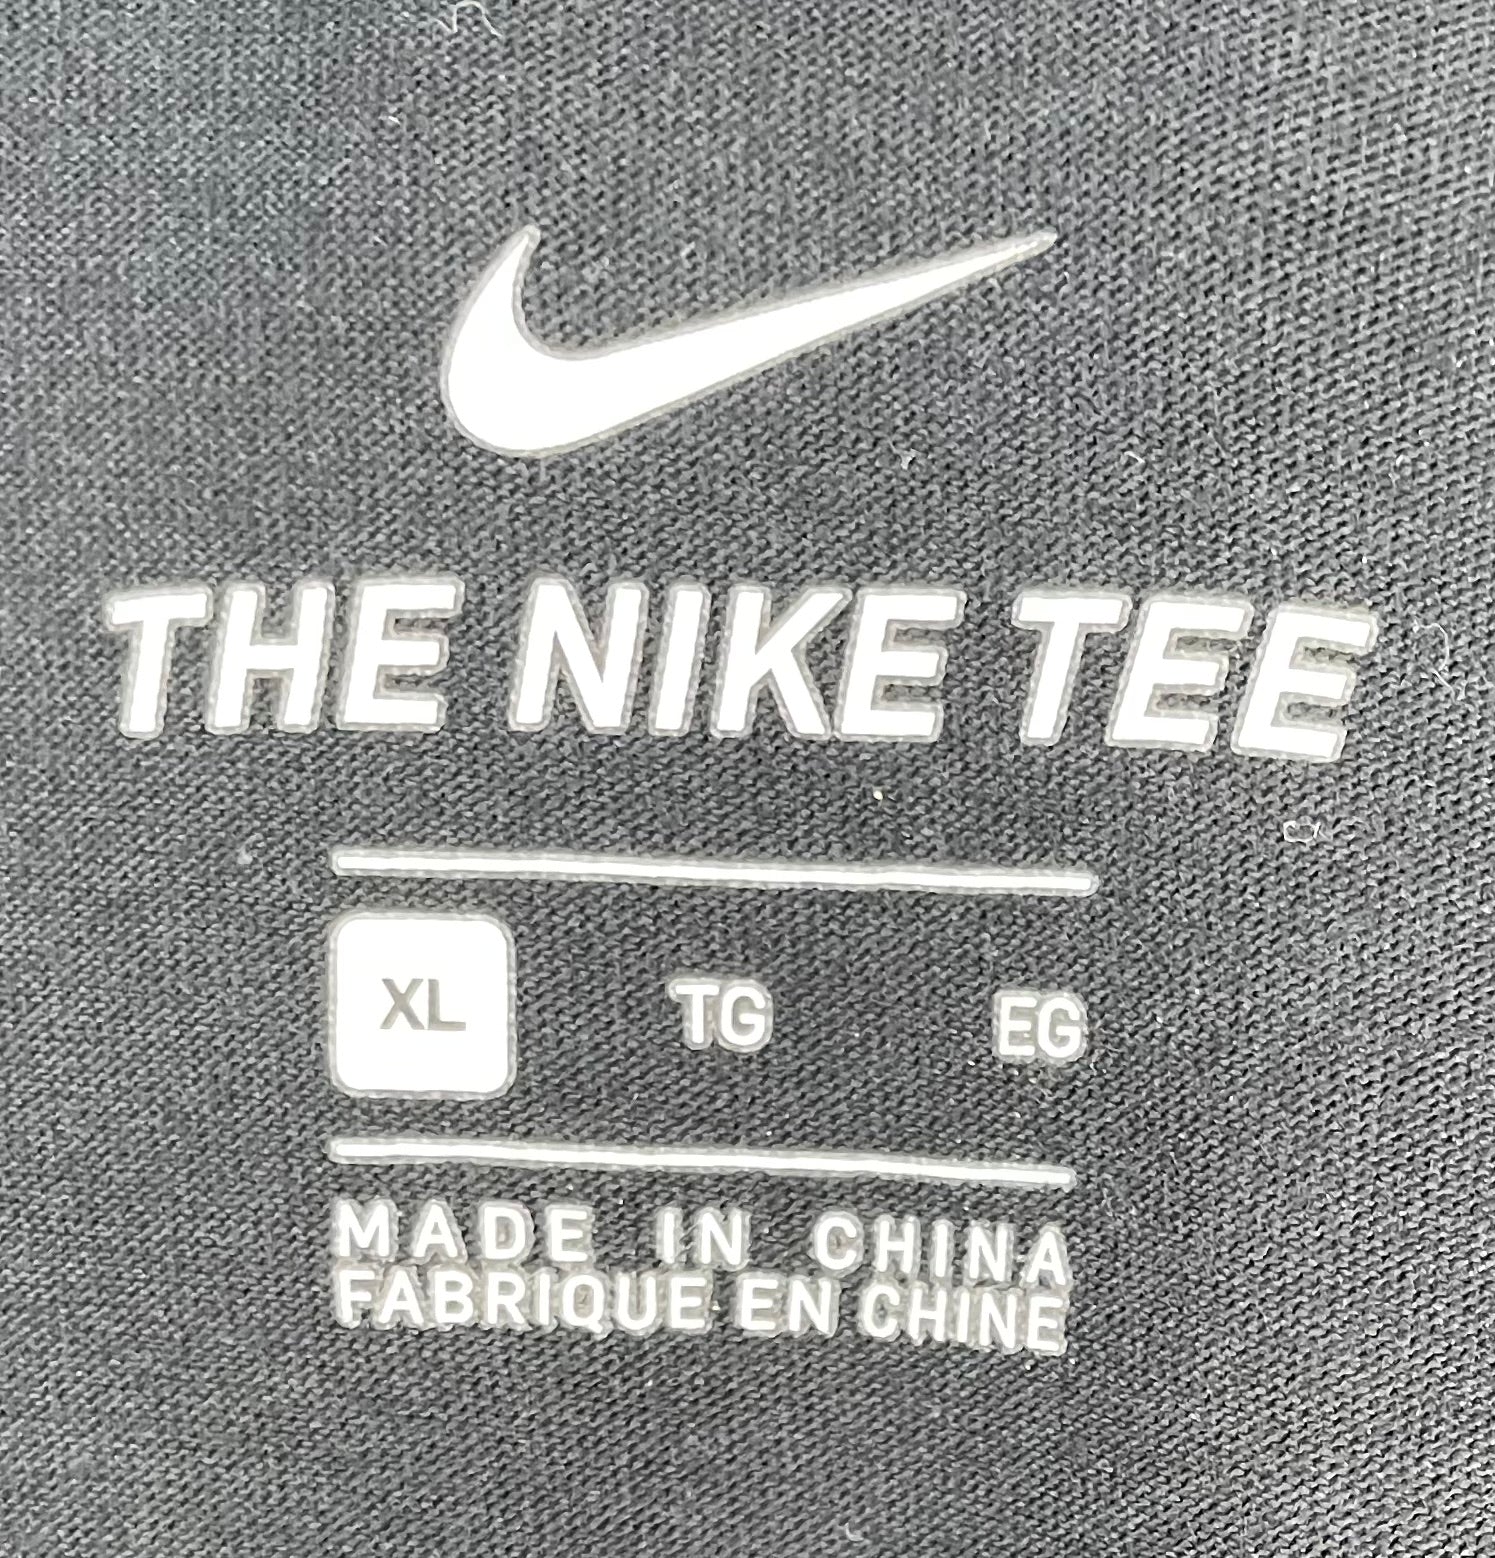 THE NIKE TEE
XL TG EG
MADE IN CHINA
FABRIQUE EN CHINE